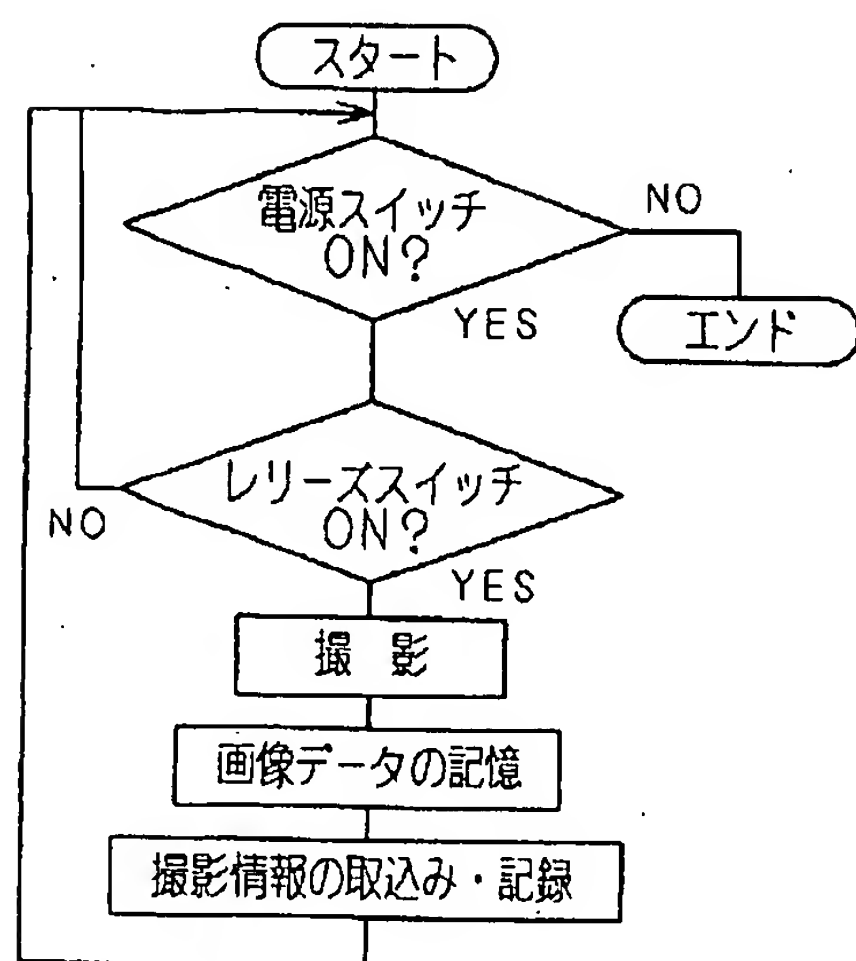 スタート
電源スイッチ
ON?
NO
YES
エンド
レリーズスイッチ
ON?
NO
YES
撮 影
画像データの記憶
撮影情報の取込み・記録